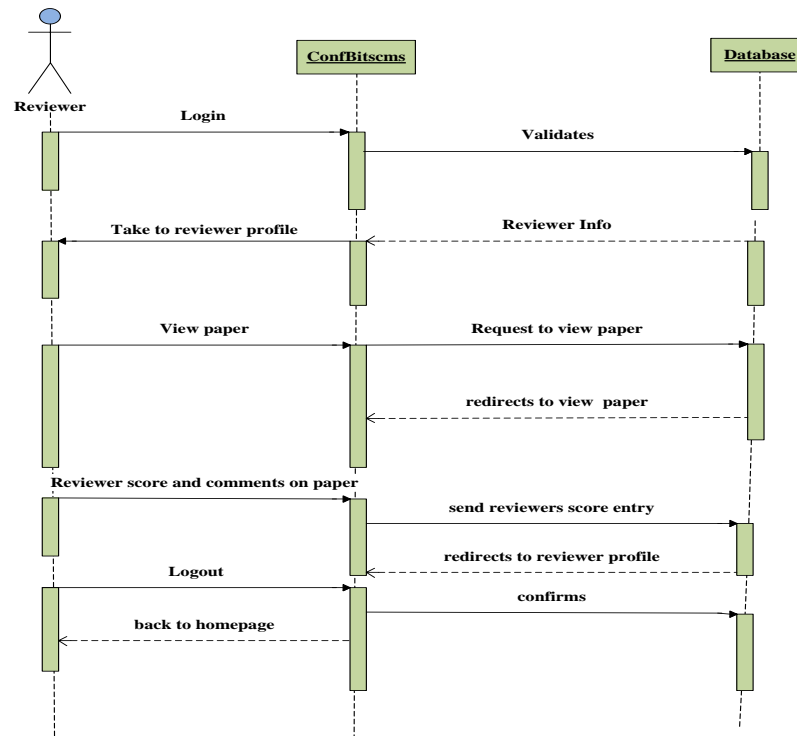 ConfBitscms
Database
Reviewer
Login
Validates
Take to reviewer profile
Reviewer Info
View paper
Request to view paper
redirects to view  paper
Reviewer score and comments on paper
send reviewers score entry
redirects to reviewer profile
Logout
confirms
back to homepage